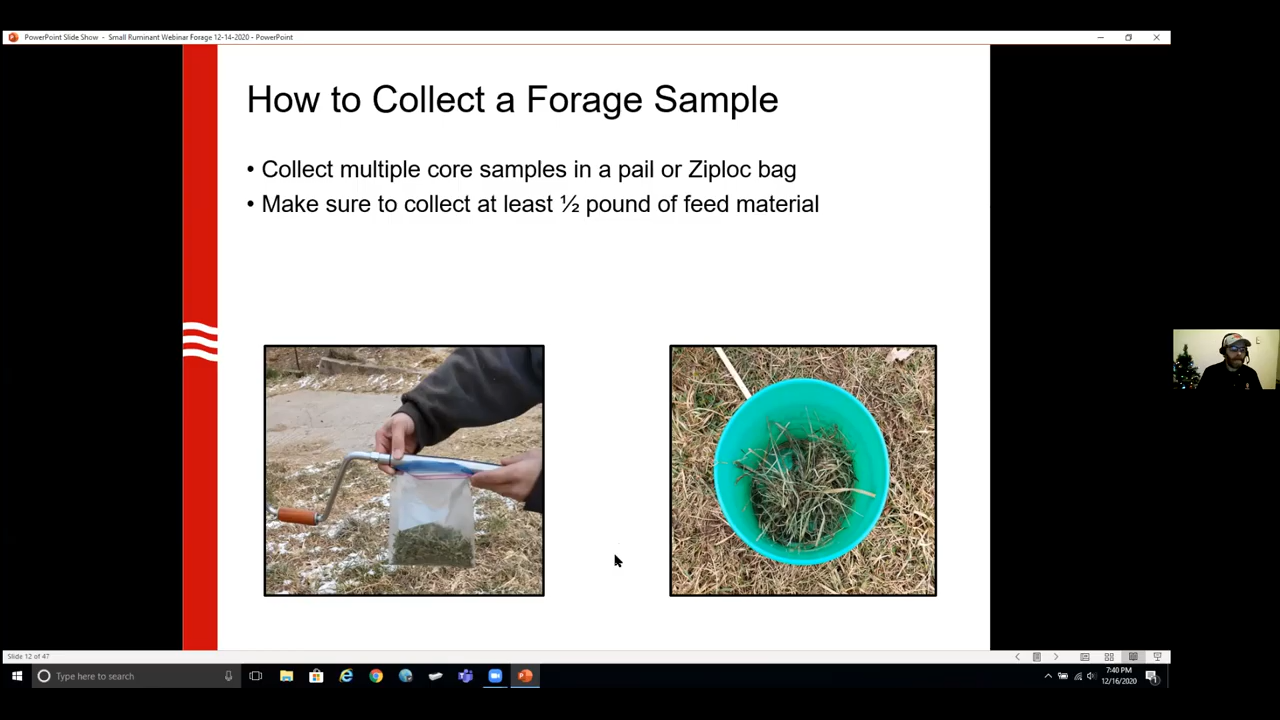 PowerPoint Slide Show - Small Ruminant Webinar Forage 12-14-2020 - PowerPoint
How to Collect a Forage Sample
• Collect multiple core samples in a pail or Ziploc bag
• Make sure to collect at least ½ pound of feed material
Slide 12 of 47
Type here to search
7:40 PM
12/16/2020